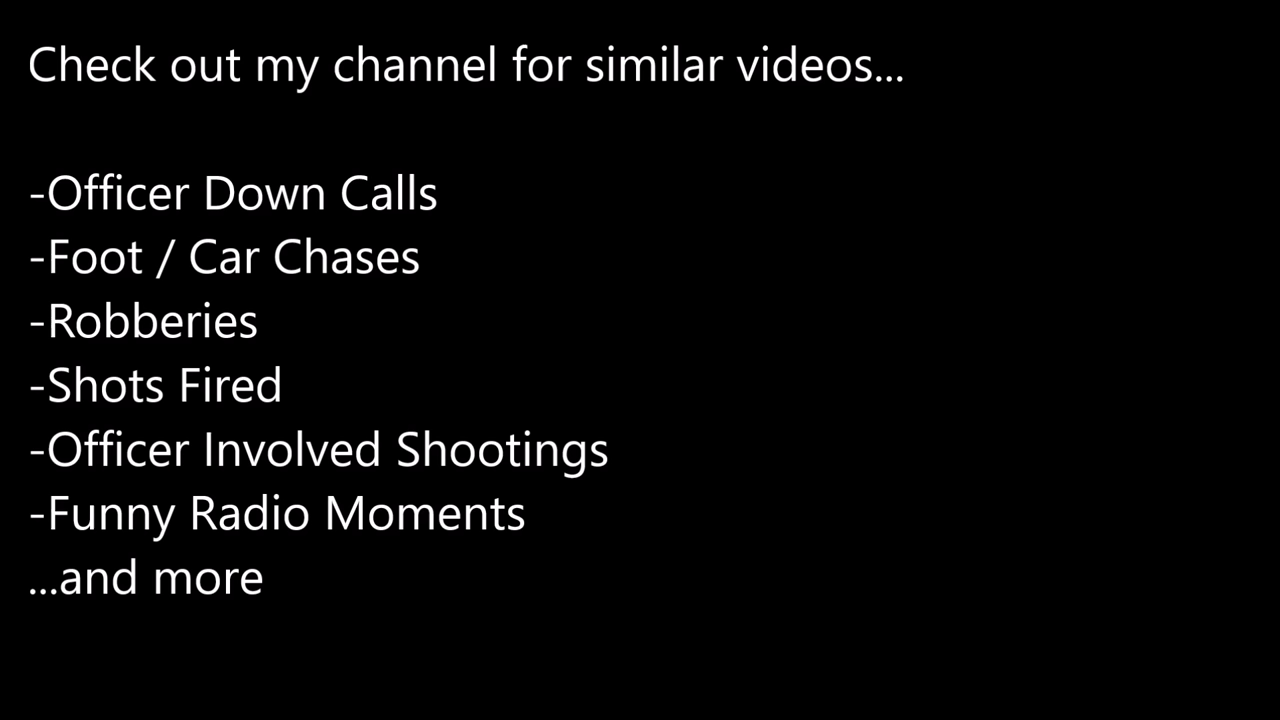 Check out my channel for similar videos...
-Officer Down Calls
-Foot / Car Chases
-Robberies
-Shots Fired
-Officer Involved Shootings
-Funny Radio Moments
...and more